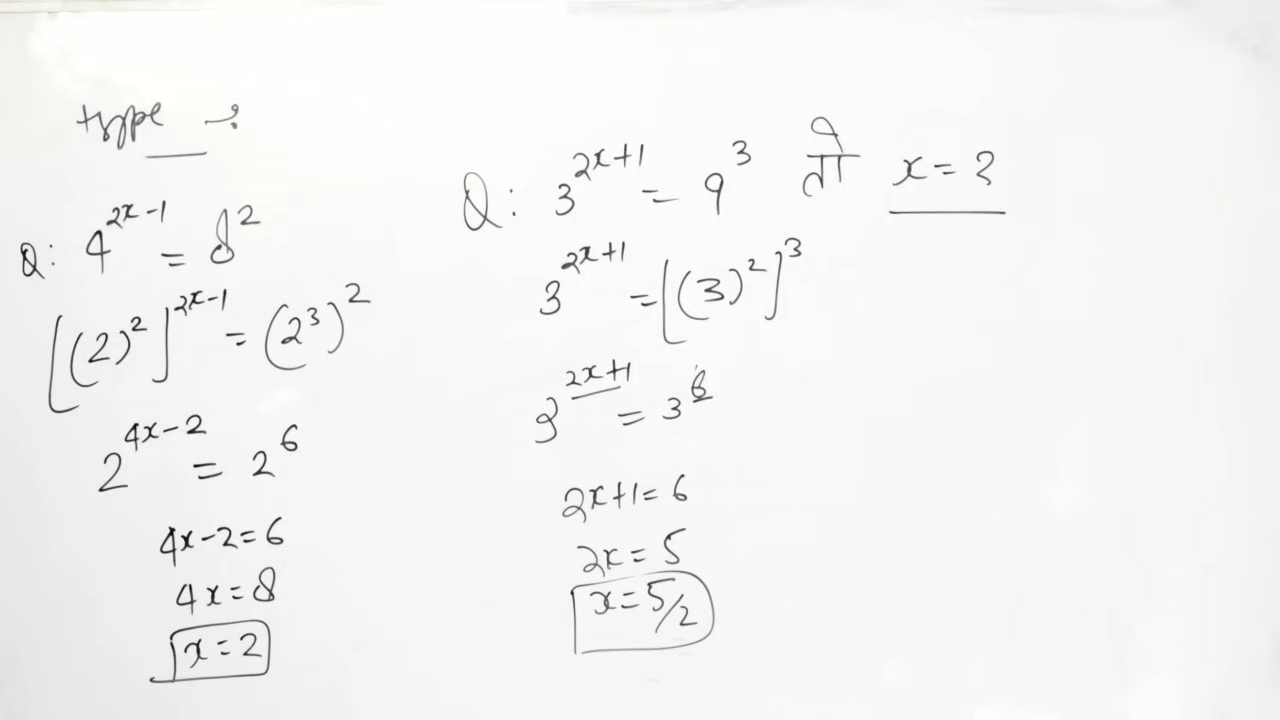 type :
Q: 4^{2x-1} = 8^2
[(2)^2]^{2x-1} = (2^3)^2
2^{4x-2} = 2^6
4x-2=6
4x=8
x=2
Q: 3^{2x+1} = 9^3 तो x = ?
3^{2x+1} = [(3)^2]^3
3^{2x+1} = 3^6
2x+1=6
2x=5
x=5/2